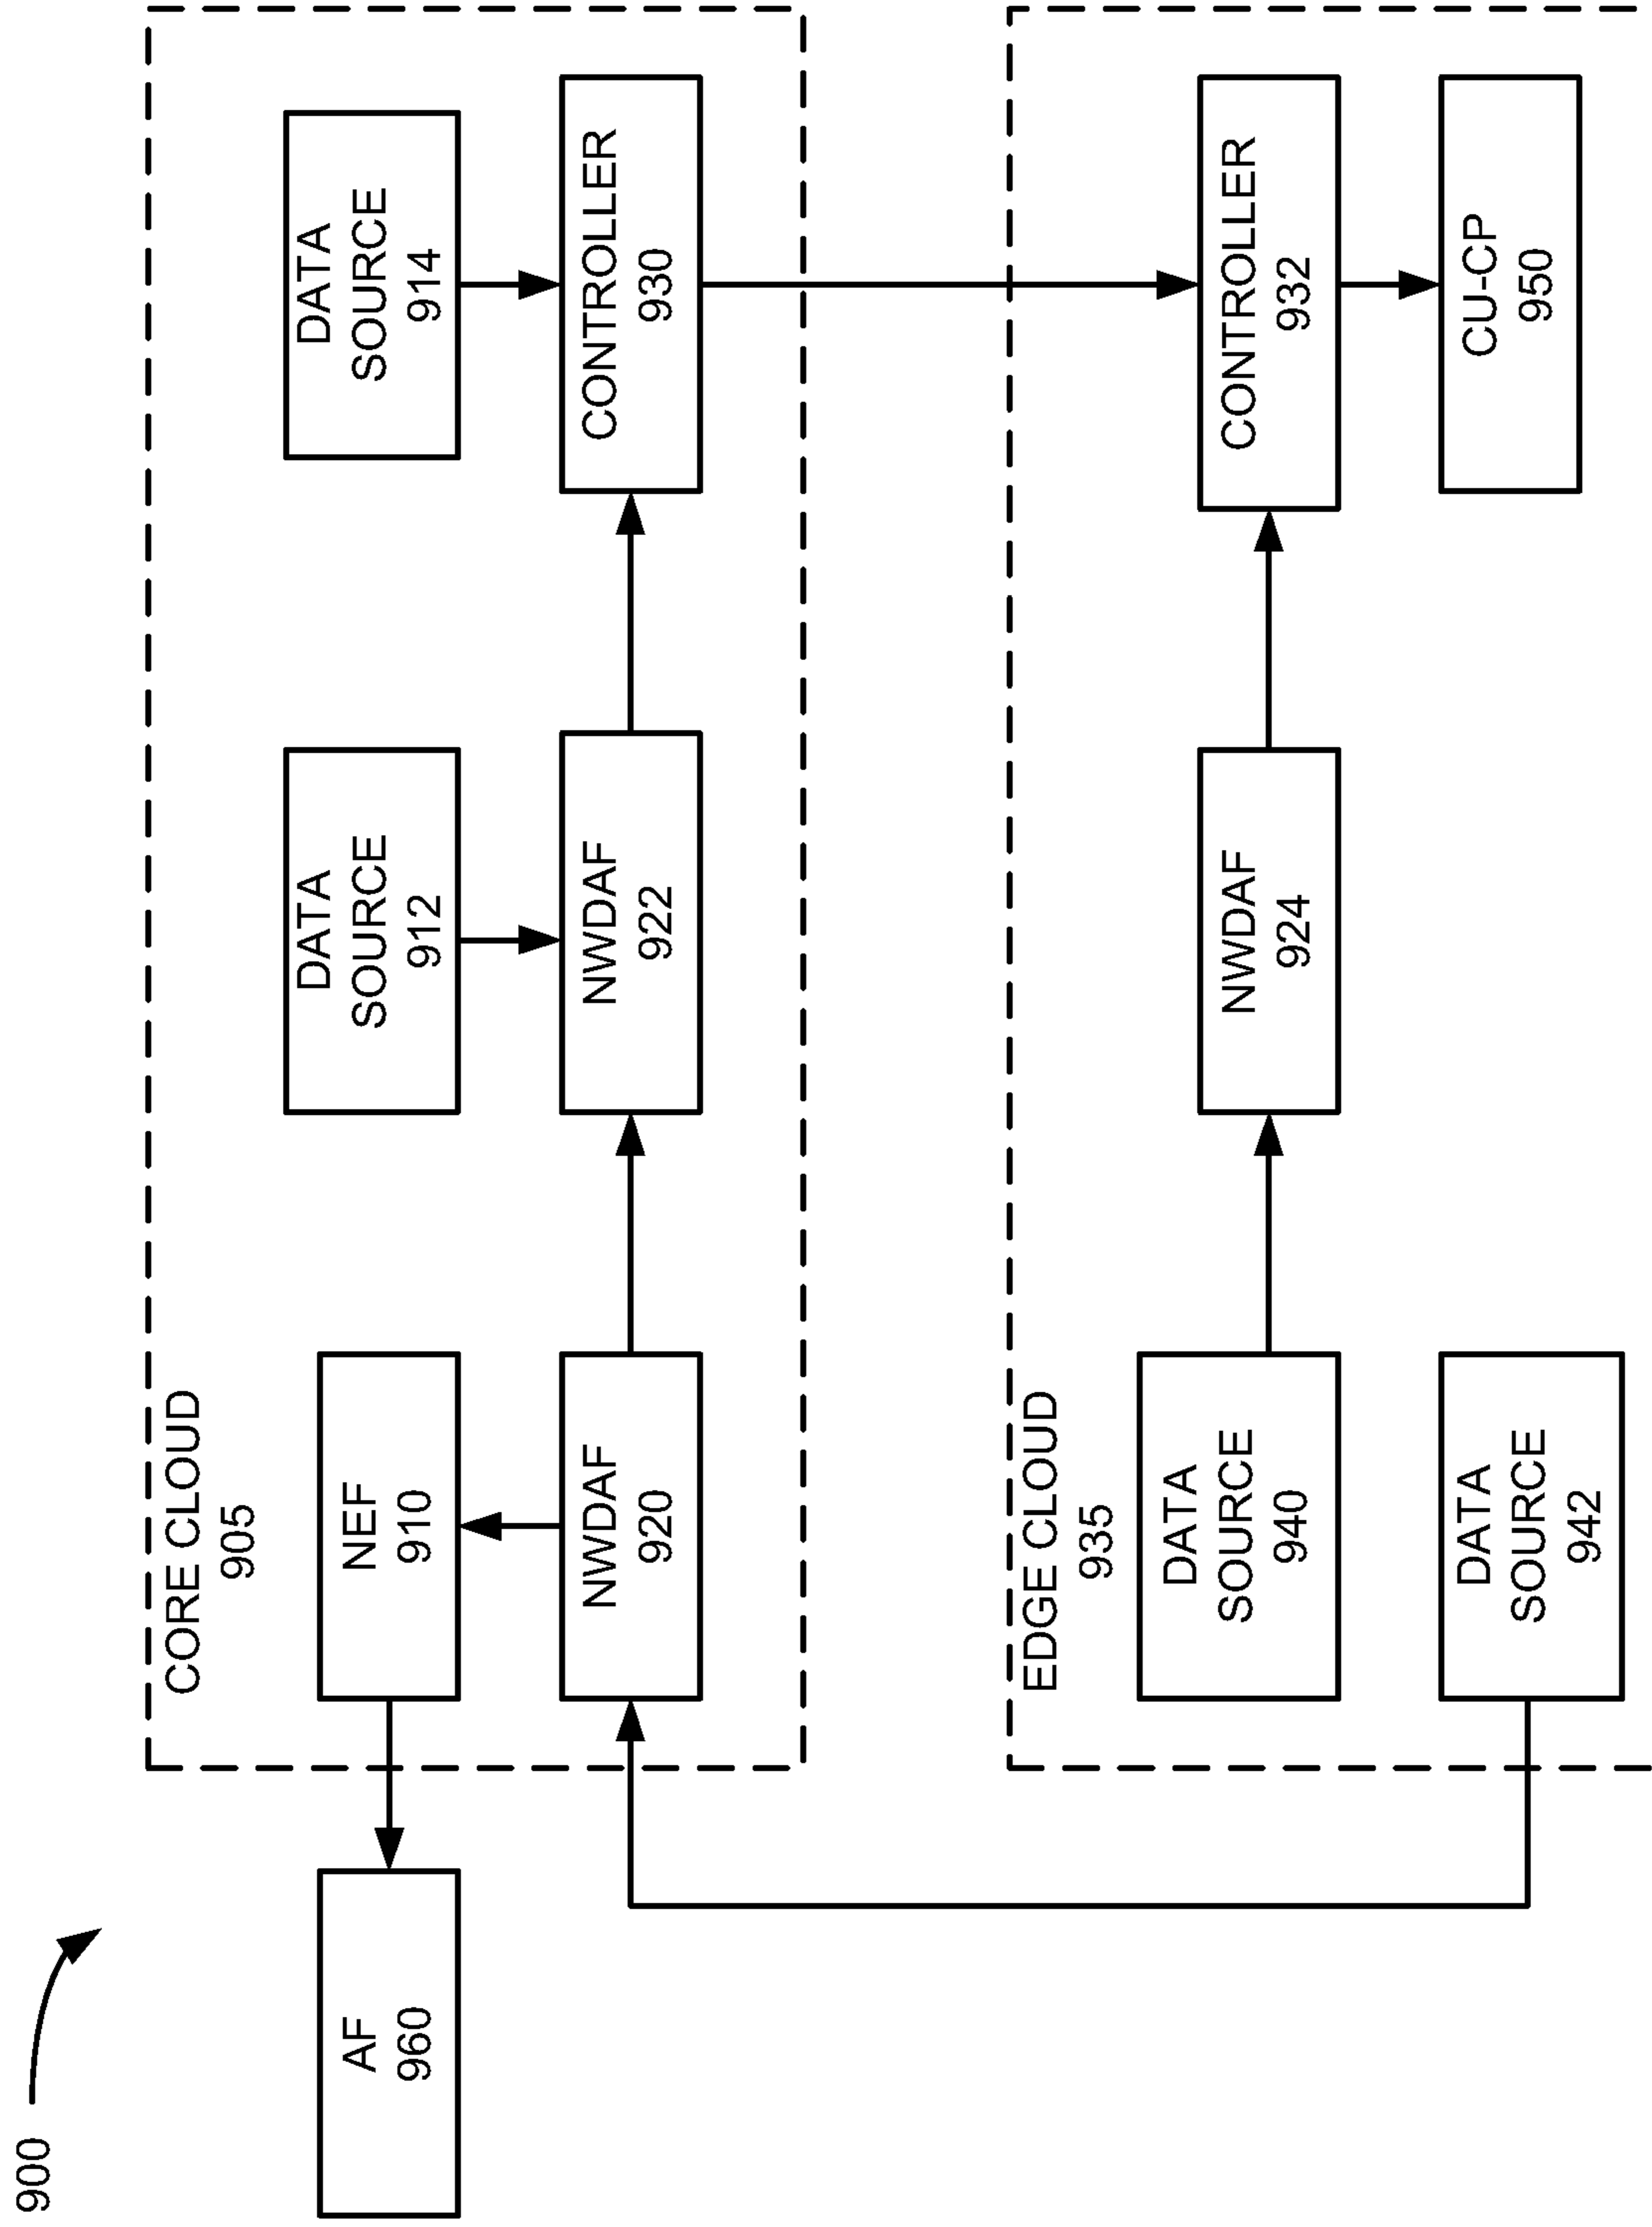 900
CORE CLOUD
905
AF
960
NEF
910
DATA
SOURCE
912
DATA
SOURCE
914
NWDAF
920
NWDAF
922
CONTROLLER
930
EDGE CLOUD
935
DATA
SOURCE
940
NWDAF
924
CONTROLLER
932
DATA
SOURCE
942
CU-CP
950